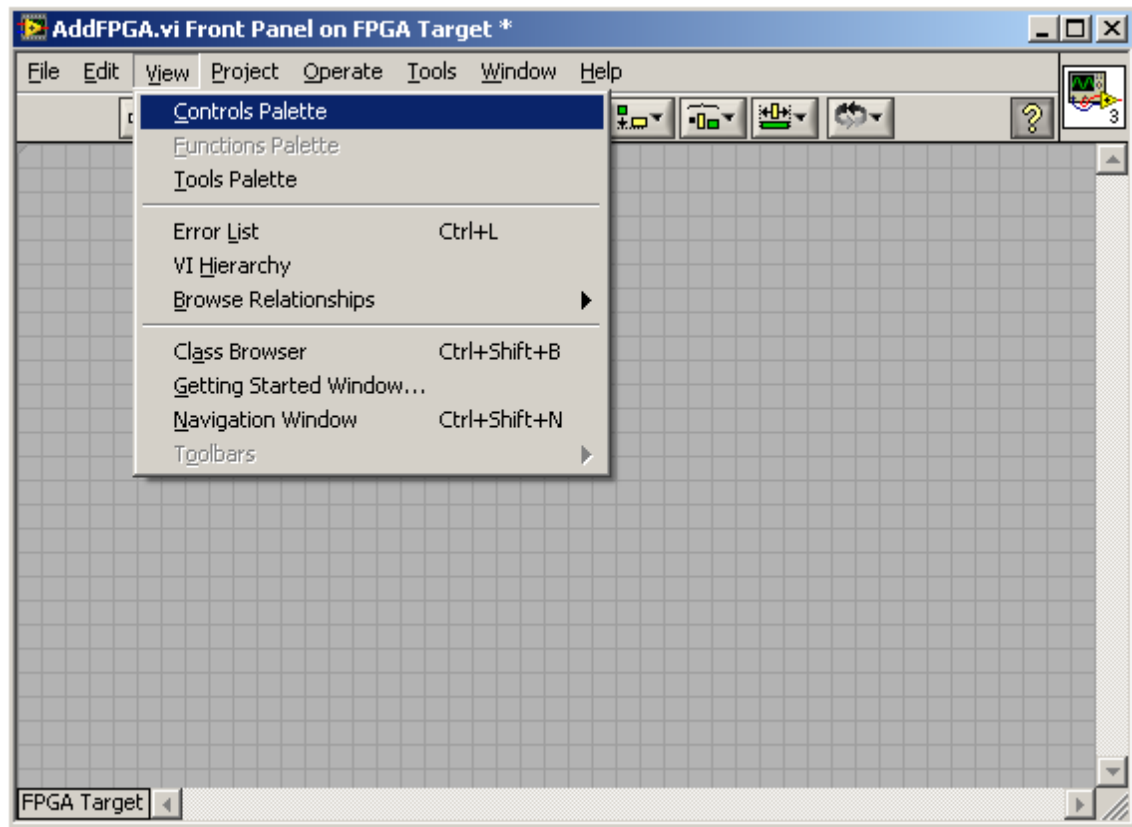 AddFPGA.vi Front Panel on FPGA Target *
File Edit View Project Operate Tools Window Help
Controls Palette
Functions Palette
Tools Palette
Error List Ctrl+L
VI Hierarchy
Browse Relationships
Class Browser Ctrl+Shift+B
Getting Started Window...
Navigation Window Ctrl+Shift+N
Toolbars
?
3
FPGA Target